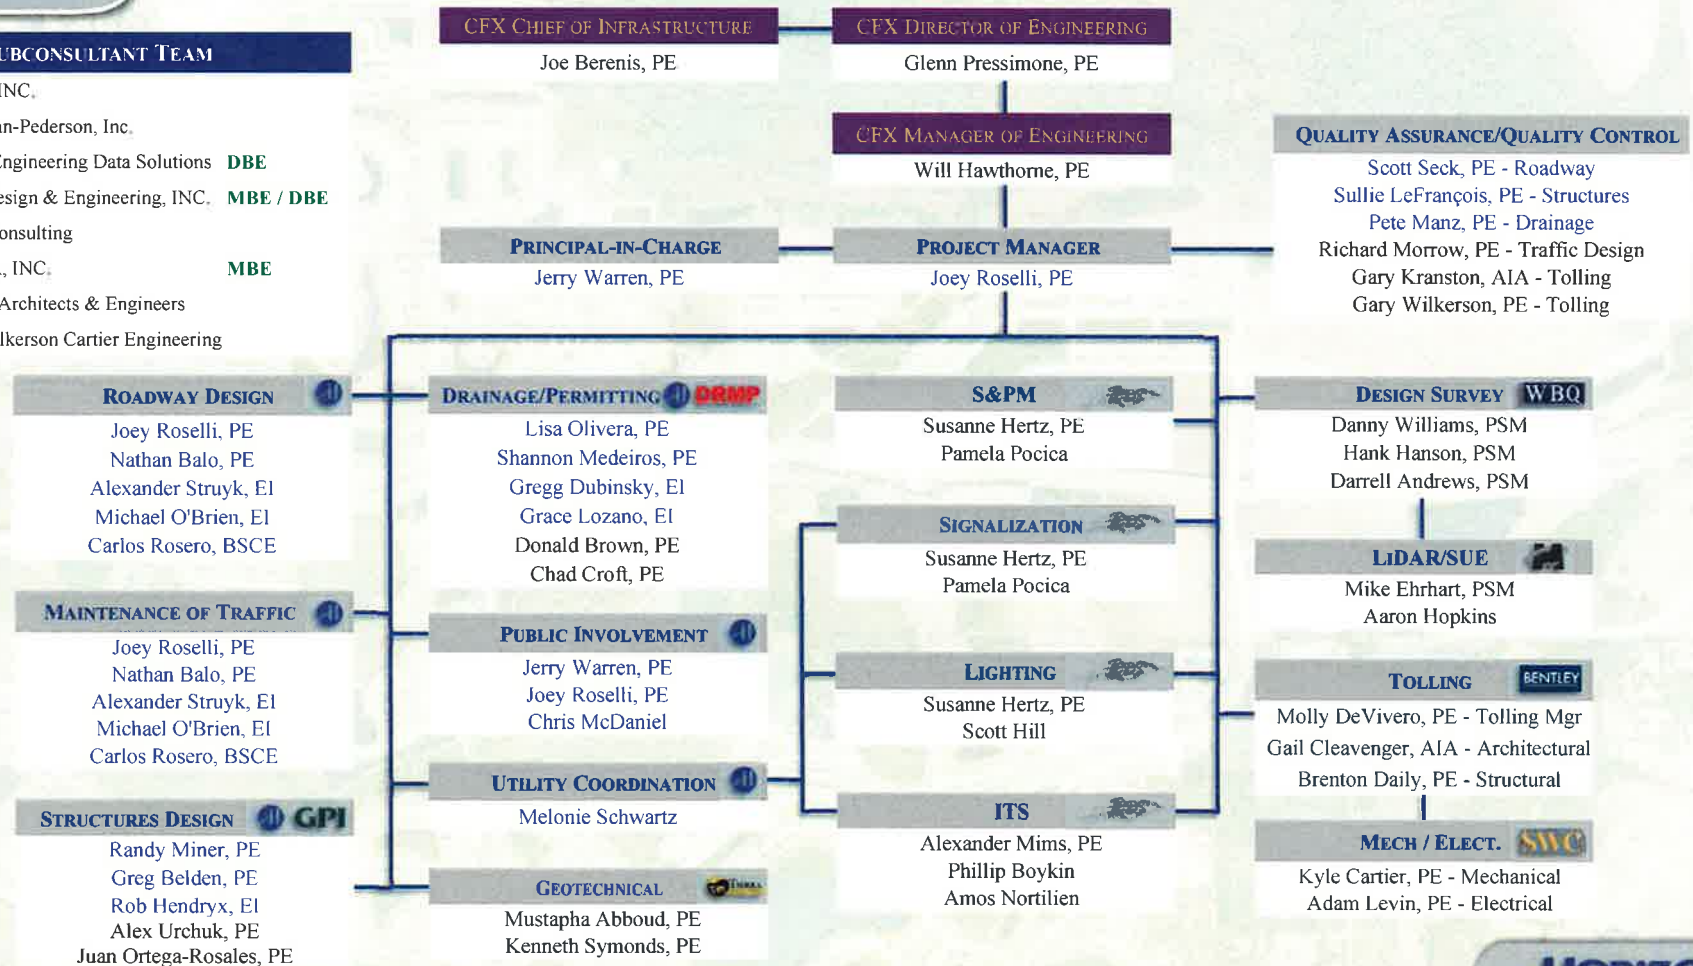 SUBCONSULTANT TEAM
INC.
an-Pederson, Inc.
Engineering Data Solutions DBE
esign & Engineering, INC. MBE / DBE
onsulting
, INC. MBE
Architects & Engineers
lkerson Cartier Engineering
CFX CHIEF OF INFRASTRUCTURE
Joe Berenis, PE
CFX DIRECTOR OF ENGINEERING
Glenn Pressimone, PE
CFX MANAGER OF ENGINEERING
Will Hawthorne, PE
PRINCIPAL-IN-CHARGE
Jerry Warren, PE
PROJECT MANAGER
Joey Roselli, PE
QUALITY ASSURANCE/QUALITY CONTROL
Scott Seck, PE - Roadway
Sullie LeFrançois, PE - Structures
Pete Manz, PE - Drainage
Richard Morrow, PE - Traffic Design
Gary Kranston, AIA - Tolling
Gary Wilkerson, PE - Tolling
ROADWAY DESIGN
Joey Roselli, PE
Nathan Balo, PE
Alexander Struyk, EI
Michael O'Brien, EI
Carlos Rosero, BSCE
MAINTENANCE OF TRAFFIC
Joey Roselli, PE
Nathan Balo, PE
Alexander Struyk, EI
Michael O'Brien, EI
Carlos Rosero, BSCE
STRUCTURES DESIGN GPI
Randy Miner, PE
Greg Belden, PE
Rob Hendryx, EI
Alex Urchuk, PE
Juan Ortega-Rosales, PE
DRAINAGE/PERMITTING DRMP
Lisa Olivera, PE
Shannon Medeiros, PE
Gregg Dubinsky, EI
Grace Lozano, EI
Donald Brown, PE
Chad Croft, PE
PUBLIC INVOLVEMENT
Jerry Warren, PE
Joey Roselli, PE
Chris McDaniel
UTILITY COORDINATION
Melonie Schwartz
GEOTECHNICAL
Mustapha Abboud, PE
Kenneth Symonds, PE
S&PM
Susanne Hertz, PE
Pamela Pocica
SIGNALIZATION
Susanne Hertz, PE
Pamela Pocica
LIGHTING
Susanne Hertz, PE
Scott Hill
ITS
Alexander Mims, PE
Phillip Boykin
Amos Nortilien
DESIGN SURVEY WBQ
Danny Williams, PSM
Hank Hanson, PSM
Darrell Andrews, PSM
LIDAR/SUE
Mike Ehrhart, PSM
Aaron Hopkins
TOLLING BENTLEY
Molly DeVivero, PE - Tolling Mgr
Gail Cleavenger, AIA - Architectural
Brenton Daily, PE - Structural
MECH / ELECT. SWC
Kyle Cartier, PE - Mechanical
Adam Levin, PE - Electrical